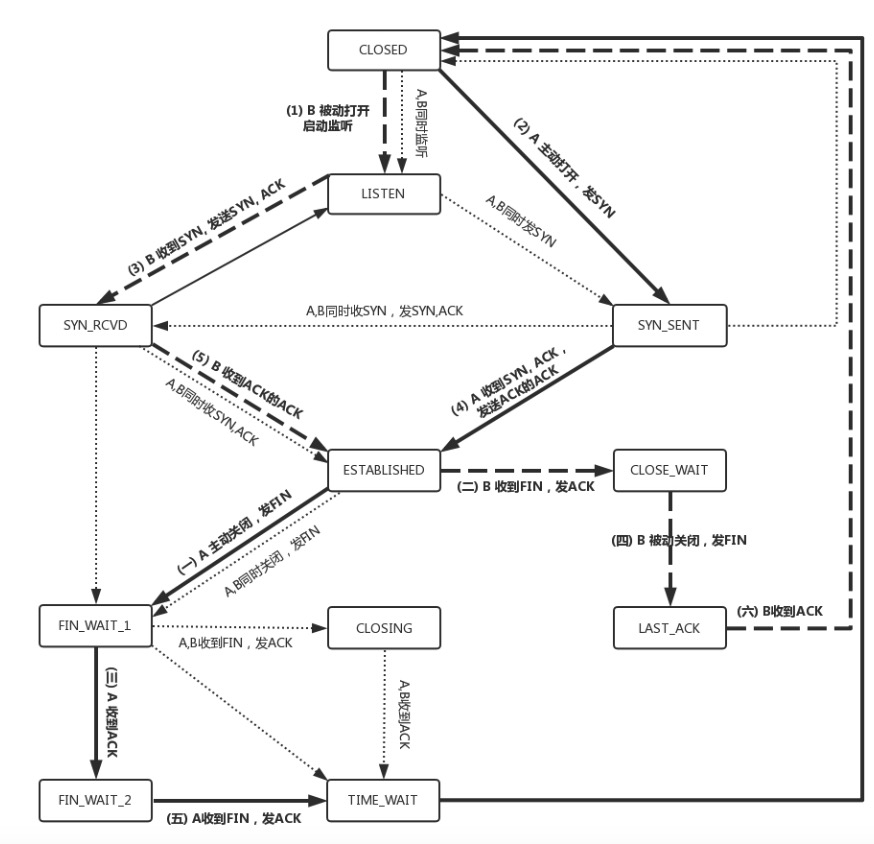 CLOSED
(1) B 被动打开
启动监听
A,B同时监听
(2) A 主动打开，发SYN
LISTEN
(3) B 收到SYN, 发送SYN, ACK
A,B同时发SYN
SYN_RCVD
A,B同时收SYN，发SYN,ACK
SYN_SENT
(5) B 收到ACK的ACK
A,B同时收SYN,ACK
(4) A 收到SYN, ACK，
发送ACK的ACK
ESTABLISHED
(二) B 收到FIN，发ACK
CLOSE_WAIT
(一) A 主动关闭，发FIN
A,B同时关闭，发FIN
(四) B 被动关闭，发FIN
FIN_WAIT_1
A,B收到FIN，发ACK
CLOSING
LAST_ACK
(六) B收到ACK
(三) A 收到ACK
A,B收到ACK
FIN_WAIT_2
(五) A收到FIN，发ACK
TIME_WAIT